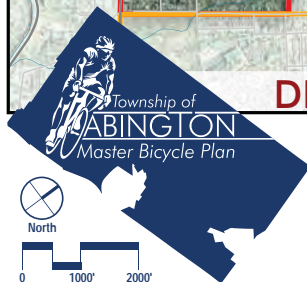 Township of
ABINGTON
Master Bicycle Plan
North
0 1000' 2000'